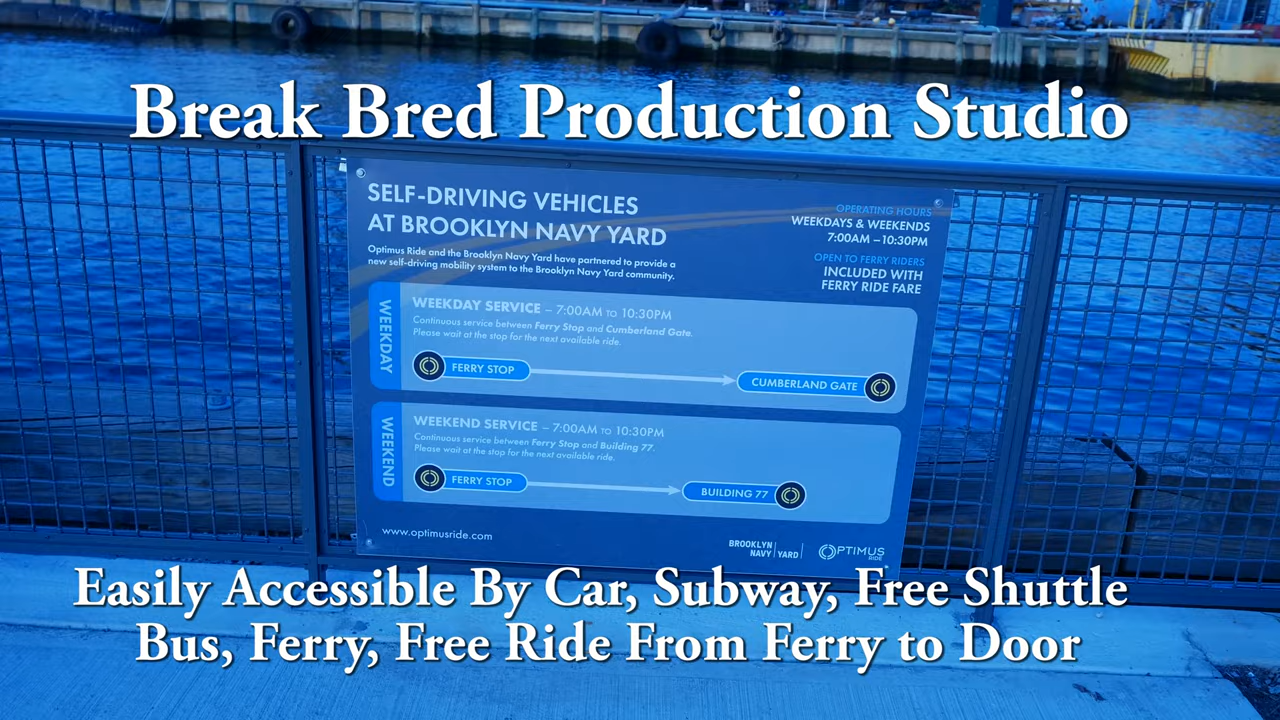 Break Bred Production Studio
SELF-DRIVING VEHICLES
AT BROOKLYN NAVY YARD
Optimus Ride and the Brooklyn Navy Yard have partnered to provide a
new self-driving mobility system to the Brooklyn Navy Yard community.
OPERATING HOURS
WEEKDAYS & WEEKENDS
7:00AM –10:30PM
OPEN TO FERRY RIDERS
INCLUDED WITH
FERRY RIDE FARE
WEEKDAY
WEEKDAY SERVICE – 7:00AM TO 10:30PM
Continuous service between Ferry Stop and Cumberland Gate.
Please wait at the stop for the next available ride.
FERRY STOP
CUMBERLAND GATE
WEEKEND
WEEKEND SERVICE – 7:00AM TO 10:30PM
Continuous service between Ferry Stop and Building 77.
Please wait at the stop for the next available ride.
FERRY STOP
BUILDING 77
www.optimusride.com
BROOKLYN
NAVY YARD
OPTIMUS
RIDE
Easily Accessible By Car, Subway, Free Shuttle
Bus, Ferry, Free Ride From Ferry to Door